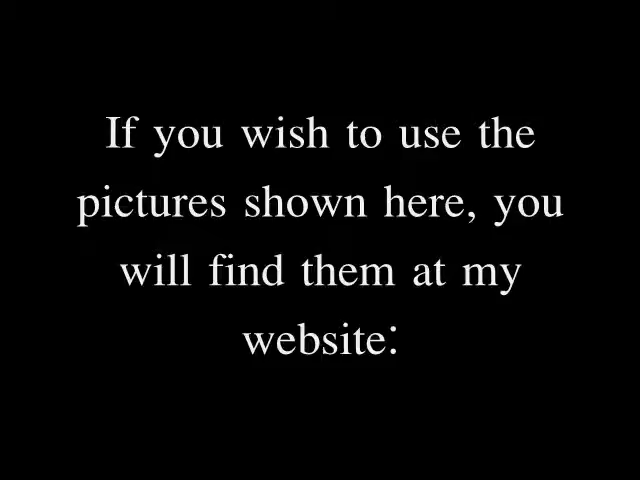 If you wish to use the
pictures shown here, you
will find them at my
website: